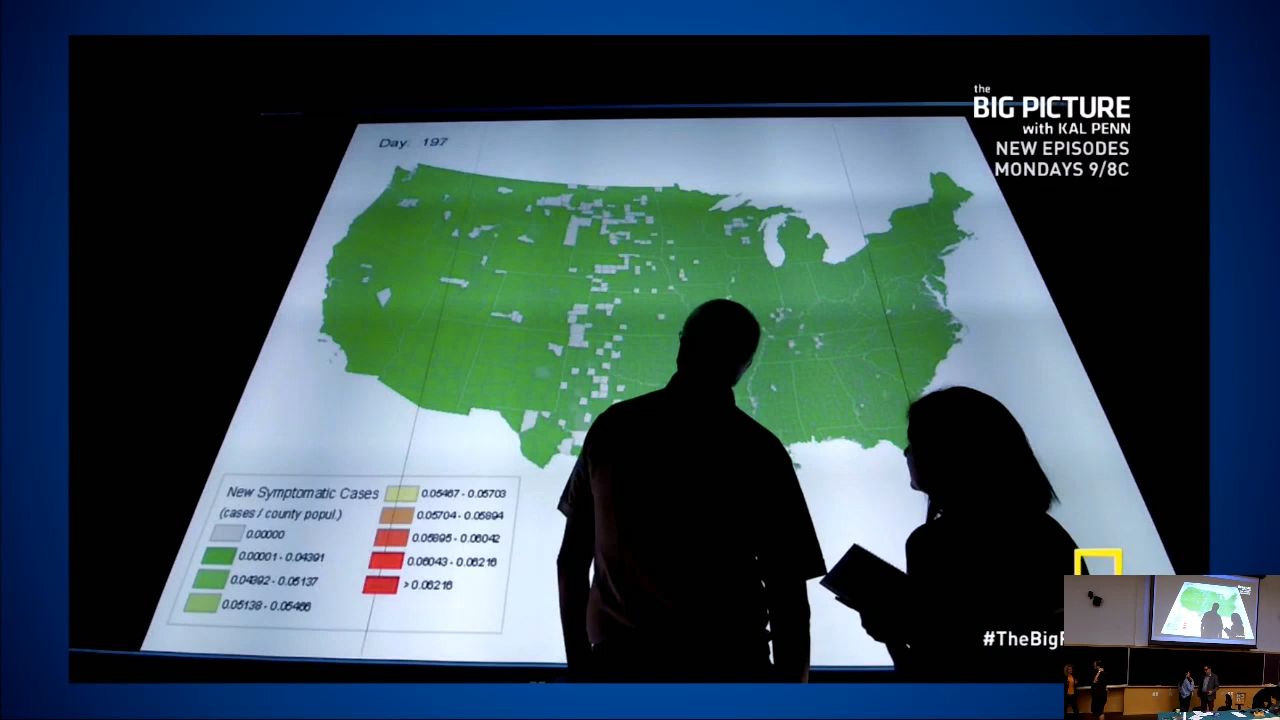 the
BIG PICTURE
with KAL PENN
NEW EPISODES
MONDAYS 9/8C
Day: 197
New Symptomatic Cases
(cases / county popul.)
0.00000
0.00001 - 0.04391
0.04392 - 0.05137
0.05138 - 0.05466
0.05467 - 0.05703
0.05704 - 0.05894
0.05895 - 0.06042
0.06043 - 0.06216
> 0.06216
#TheBig